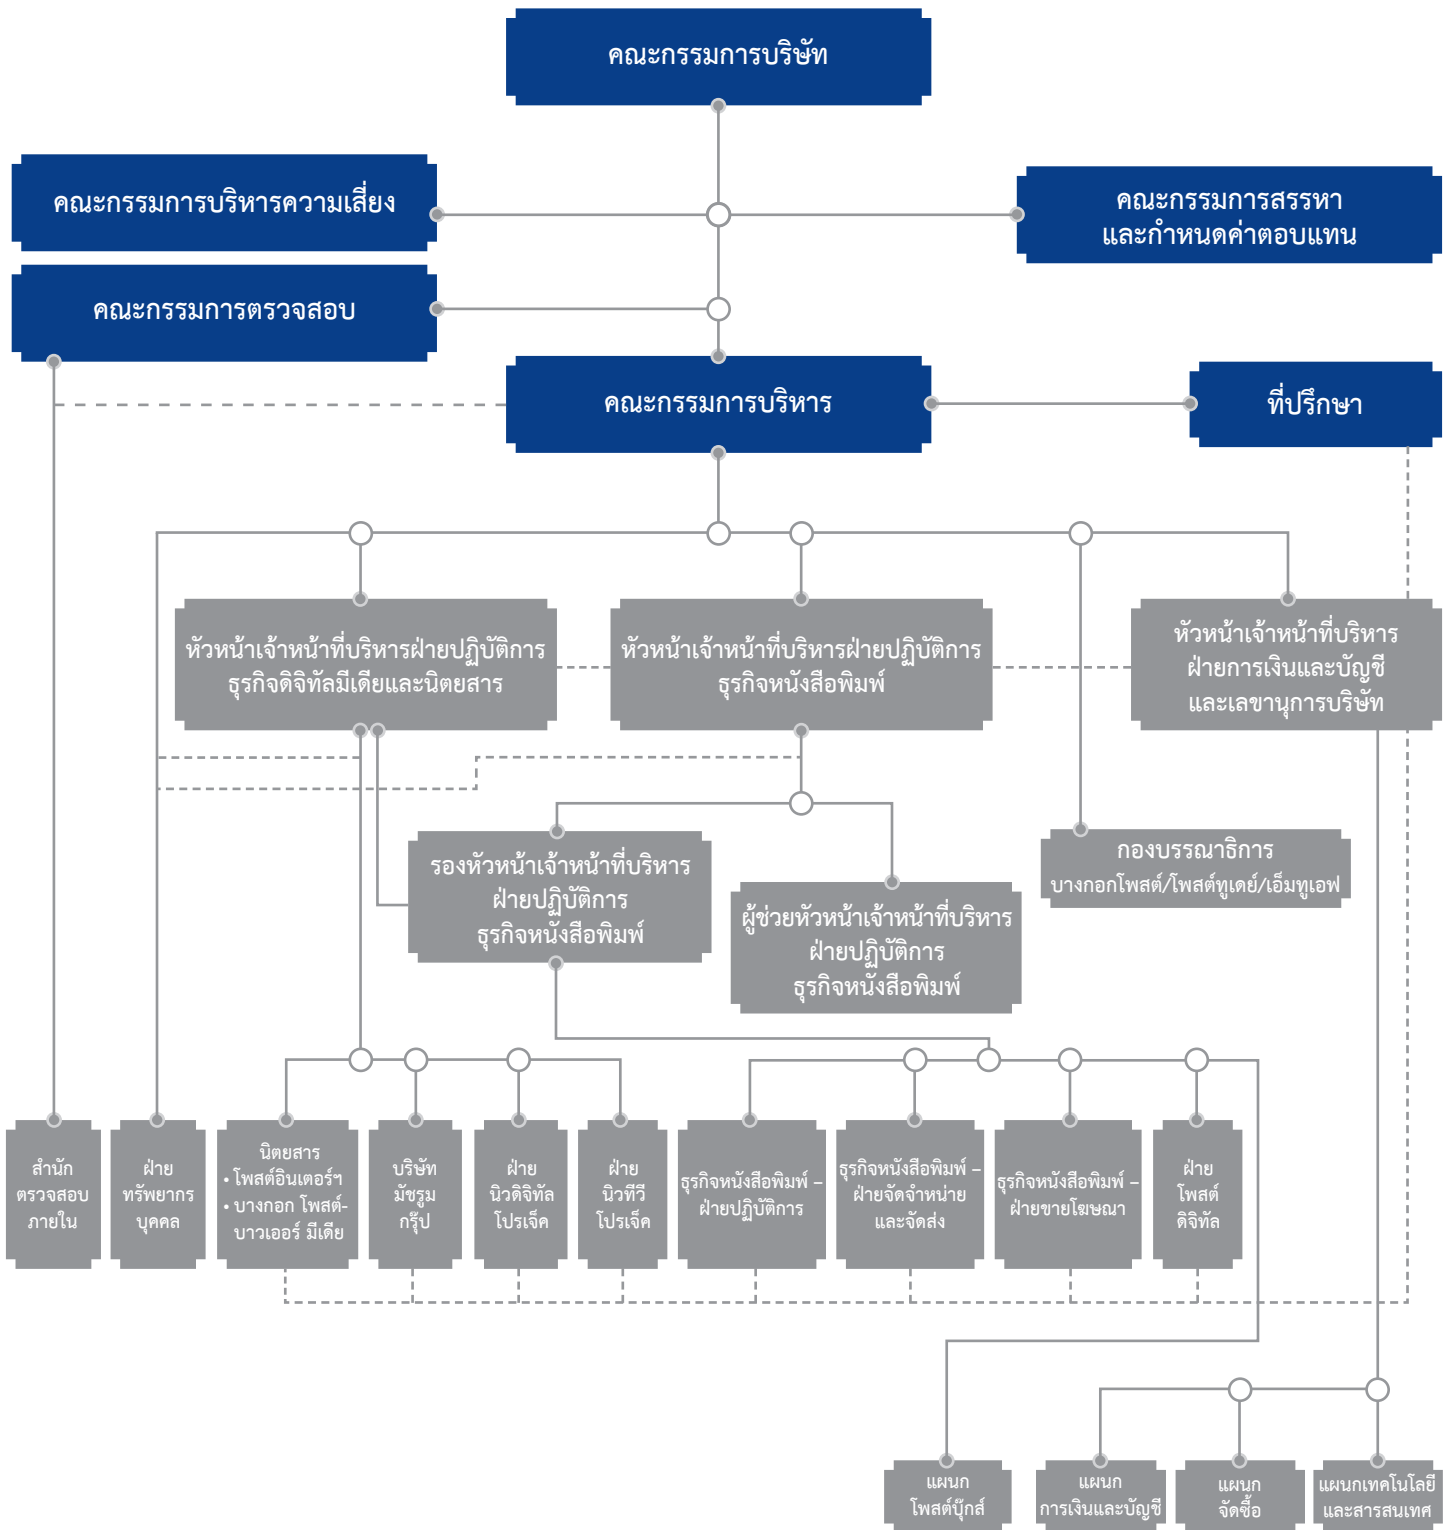 คณะกรรมการบริษัท
คณะกรรมการบริหารความเสี่ยง
คณะกรรมการสรรหา
และกำหนดค่าตอบแทน
คณะกรรมการตรวจสอบ
คณะกรรมการบริหาร
ที่ปรึกษา
หัวหน้าเจ้าหน้าที่บริหารฝ่ายปฏิบัติการ
ธุรกิจดิจิทัลมีเดียและนิตยสาร
หัวหน้าเจ้าหน้าที่บริหารฝ่ายปฏิบัติการ
ธุรกิจหนังสือพิมพ์
หัวหน้าเจ้าหน้าที่บริหาร
ฝ่ายการเงินและบัญชี
และเลขานุการบริษัท
รองหัวหน้าเจ้าหน้าที่บริหาร
ฝ่ายปฏิบัติการ
ธุรกิจหนังสือพิมพ์
ผู้ช่วยหัวหน้าเจ้าหน้าที่บริหาร
ฝ่ายปฏิบัติการ
ธุรกิจหนังสือพิมพ์
กองบรรณาธิการ
บางกอกโพสต์/โพสต์ทูเดย์/เอ็มทูเอฟ
สำนัก
ตรวจสอบ
ภายใน
ฝ่าย
ทรัพยากร
บุคคล
นิตยสาร
• โพสต์อินเตอร์ฯ
• บางกอก โพสต์-
บาวเออร์ มีเดีย
บริษัท
มัชรูม
กรุ๊ป
ฝ่าย
นิวดิจิทัล
โปรเจ็ค
ฝ่าย
นิวทีวี
โปรเจ็ค
ธุรกิจหนังสือพิมพ์ –
ฝ่ายปฏิบัติการ
ธุรกิจหนังสือพิมพ์ –
ฝ่ายจัดจำหน่าย
และจัดส่ง
ธุรกิจหนังสือพิมพ์ –
ฝ่ายขายโฆษณา
ฝ่าย
โพสต์
ดิจิทัล
แผนก
โพสต์บุ๊กส์
แผนก
การเงินและบัญชี
แผนก
จัดซื้อ
แผนกเทคโนโลยี
และสารสนเทศ